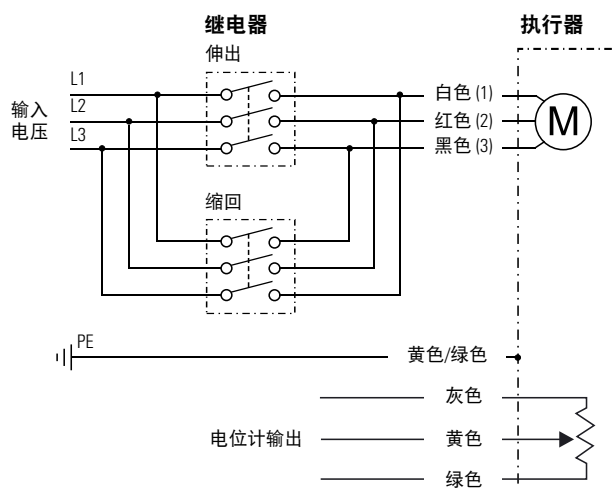 继电器
执行器
伸出
L1
输入
电压
L2
L3
白色 (1)
红色 (2)
黑色 (3)
M
缩回
PE
黄色/绿色
灰色
电位计输出
黄色
绿色